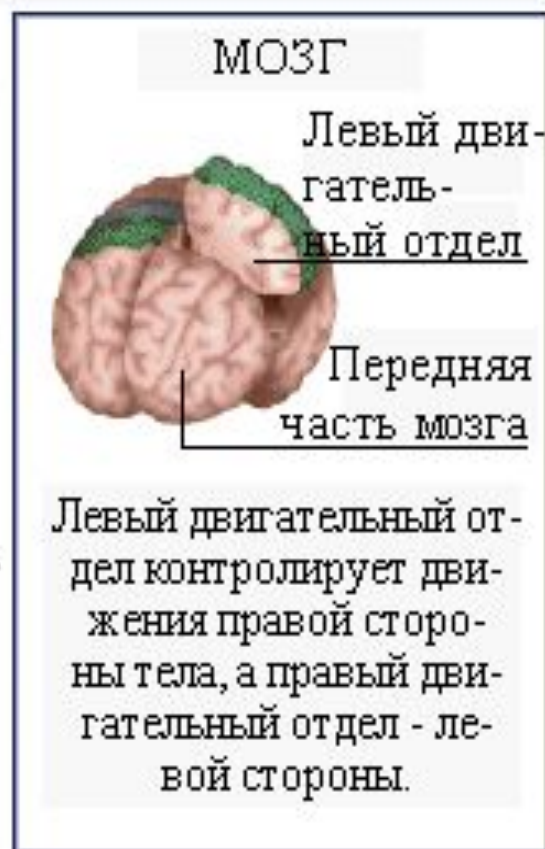 МОЗГ
Левый дви-
гатель-
ный отдел
Передняя
часть мозга
Левый двигательный от-
дел контролирует дви-
жения правой сторо-
ны тела, а правый дви-
гательный отдел - ле-
вой стороны.